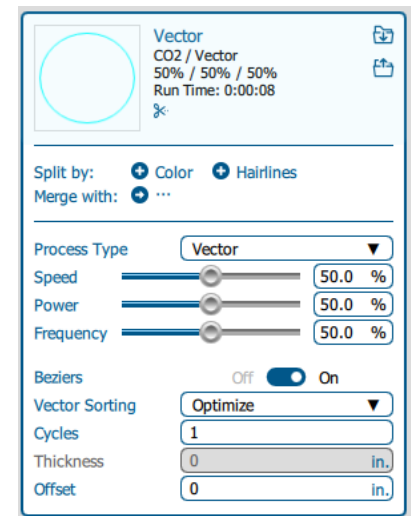 Vector
CO2 / Vector
50% / 50% / 50%
Run Time: 0:00:08
Split by: Color Hairlines
Merge with: ...
Process Type Vector
Speed 50.0 %
Power 50.0 %
Frequency 50.0 %
Beziers Off On
Vector Sorting Optimize
Cycles 1
Thickness 0 in.
Offset 0 in.